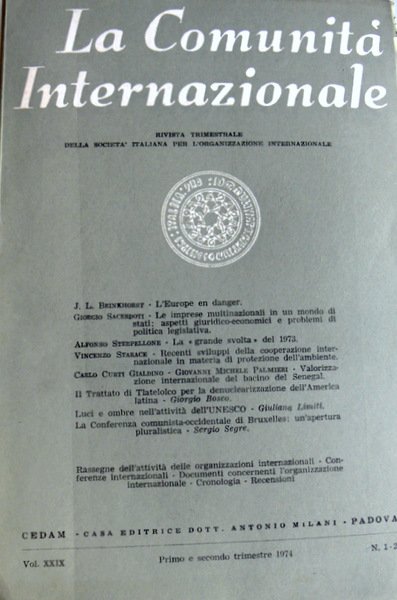 La Comunità
Internazionale
RIVISTA TRIMESTRALE
DELLA SOCIETA' ITALIANA PER L'ORGANIZZAZIONE INTERNAZIONALE
J. L. BRINKHORST - L'Europe en danger.
GIORGIO SACERDOTI - Le imprese multinazionali in un mondo di
stati: aspetti giuridico-economici e problemi di
politica legislativa.
ALFONSO STERPELLONE - La « grande svolta » del 1973.
VINCENZO STARACE - Recenti sviluppi della cooperazione inter-
nazionale in materia di protezione dell'ambiente.
CARLO CURTI GIALDINO - GIOVANNI MICHELE PALMIERI - Valorizza-
zione internazionale del bacino del Senegal.
Il Trattato di Tlatelolco per la denuclearizzazione dell'America
latina - Giorgio Bosco.
Luci e ombre nell'attività dell'UNESCO - Giuliana Limiti.
La Conferenza comunista-occidentale di Bruxelles: un'apertura
pluralistica - Sergio Segre.
Rassegne dell'attività delle organizzazioni internazionali - Con-
ferenze internazionali - Documenti concernenti l'organizzazione
internazionale - Cronologia - Recensioni
CEDAM - CASA EDITRICE DOTT. ANTONIO MILANI - PADOVA
Vol. XXIX Primo e secondo trimestre 1974 N. 1-2